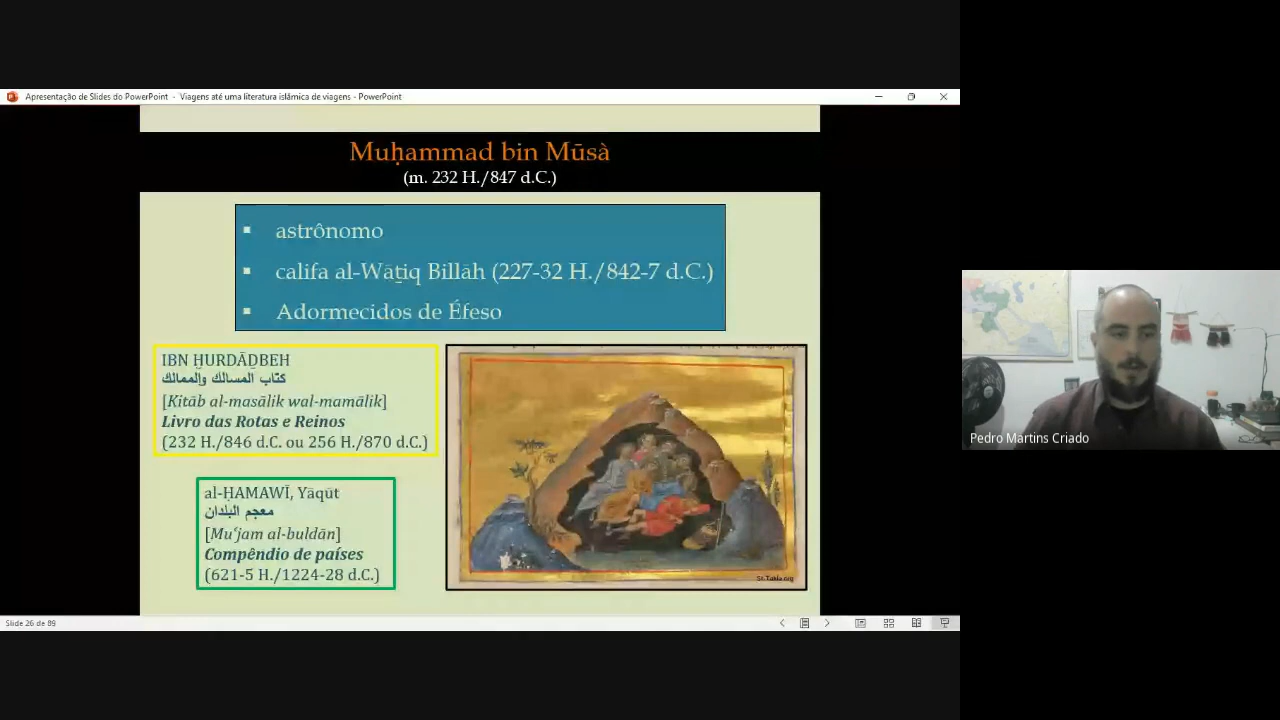 Apresentação de Slides do PowerPoint - Viagens até uma literatura islâmica de viagens - PowerPoint
Muḥammad bin Mūsà
(m. 232 H./847 d.C.)
▪ astrônomo
▪ califa al-Wāṯiq Billāh (227-32 H./842-7 d.C.)
▪ Adormecidos de Éfeso
IBN ḪURDĀḎBEH
كتاب المسالك والممالك
[Kitāb al-masālik wal-mamālik]
Livro das Rotas e Reinos
(232 H./846 d.C. ou 256 H./870 d.C.)
al-ḤAMAWĪ, Yāqūt
معجم البلدان
[Muʿjam al-buldān]
Compêndio de países
(621-5 H./1224-28 d.C.)
St-Takla.org
Pedro Martins Criado
Slide 26 de 89